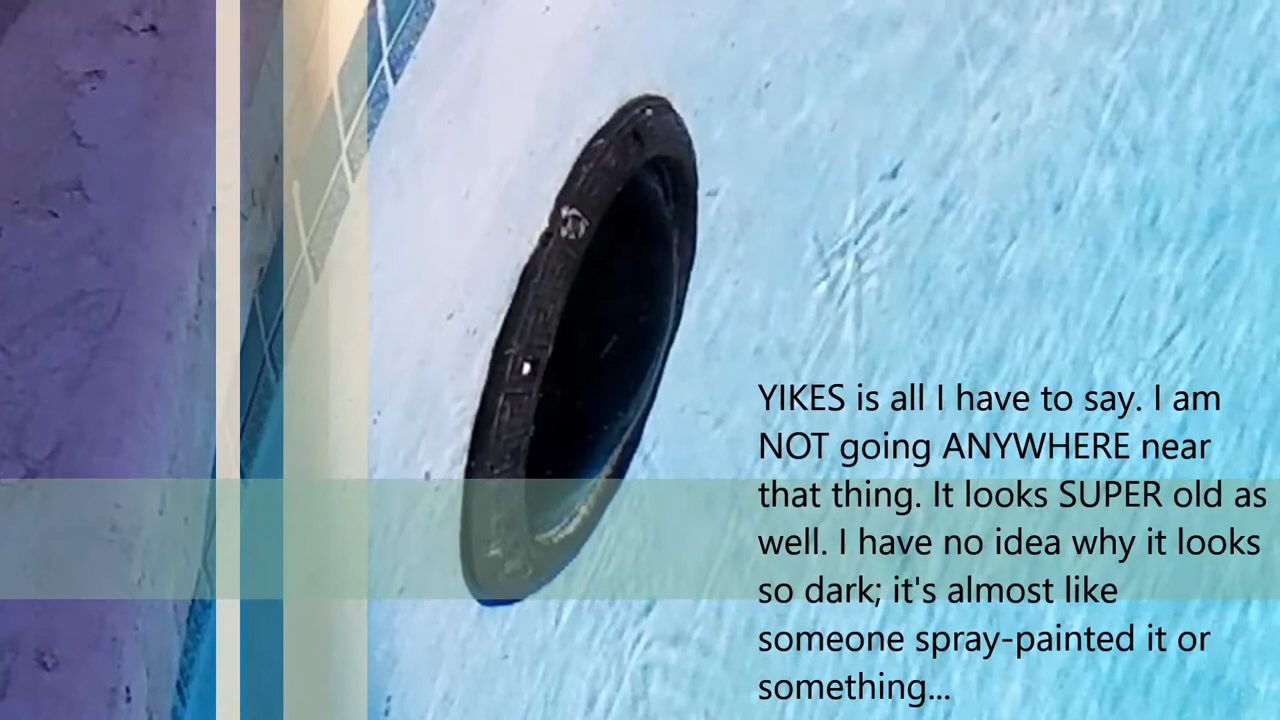 YIKES is all I have to say. I am
NOT going ANYWHERE near
that thing. It looks SUPER old as
well. I have no idea why it looks
so dark; it's almost like
someone spray-painted it or
something...